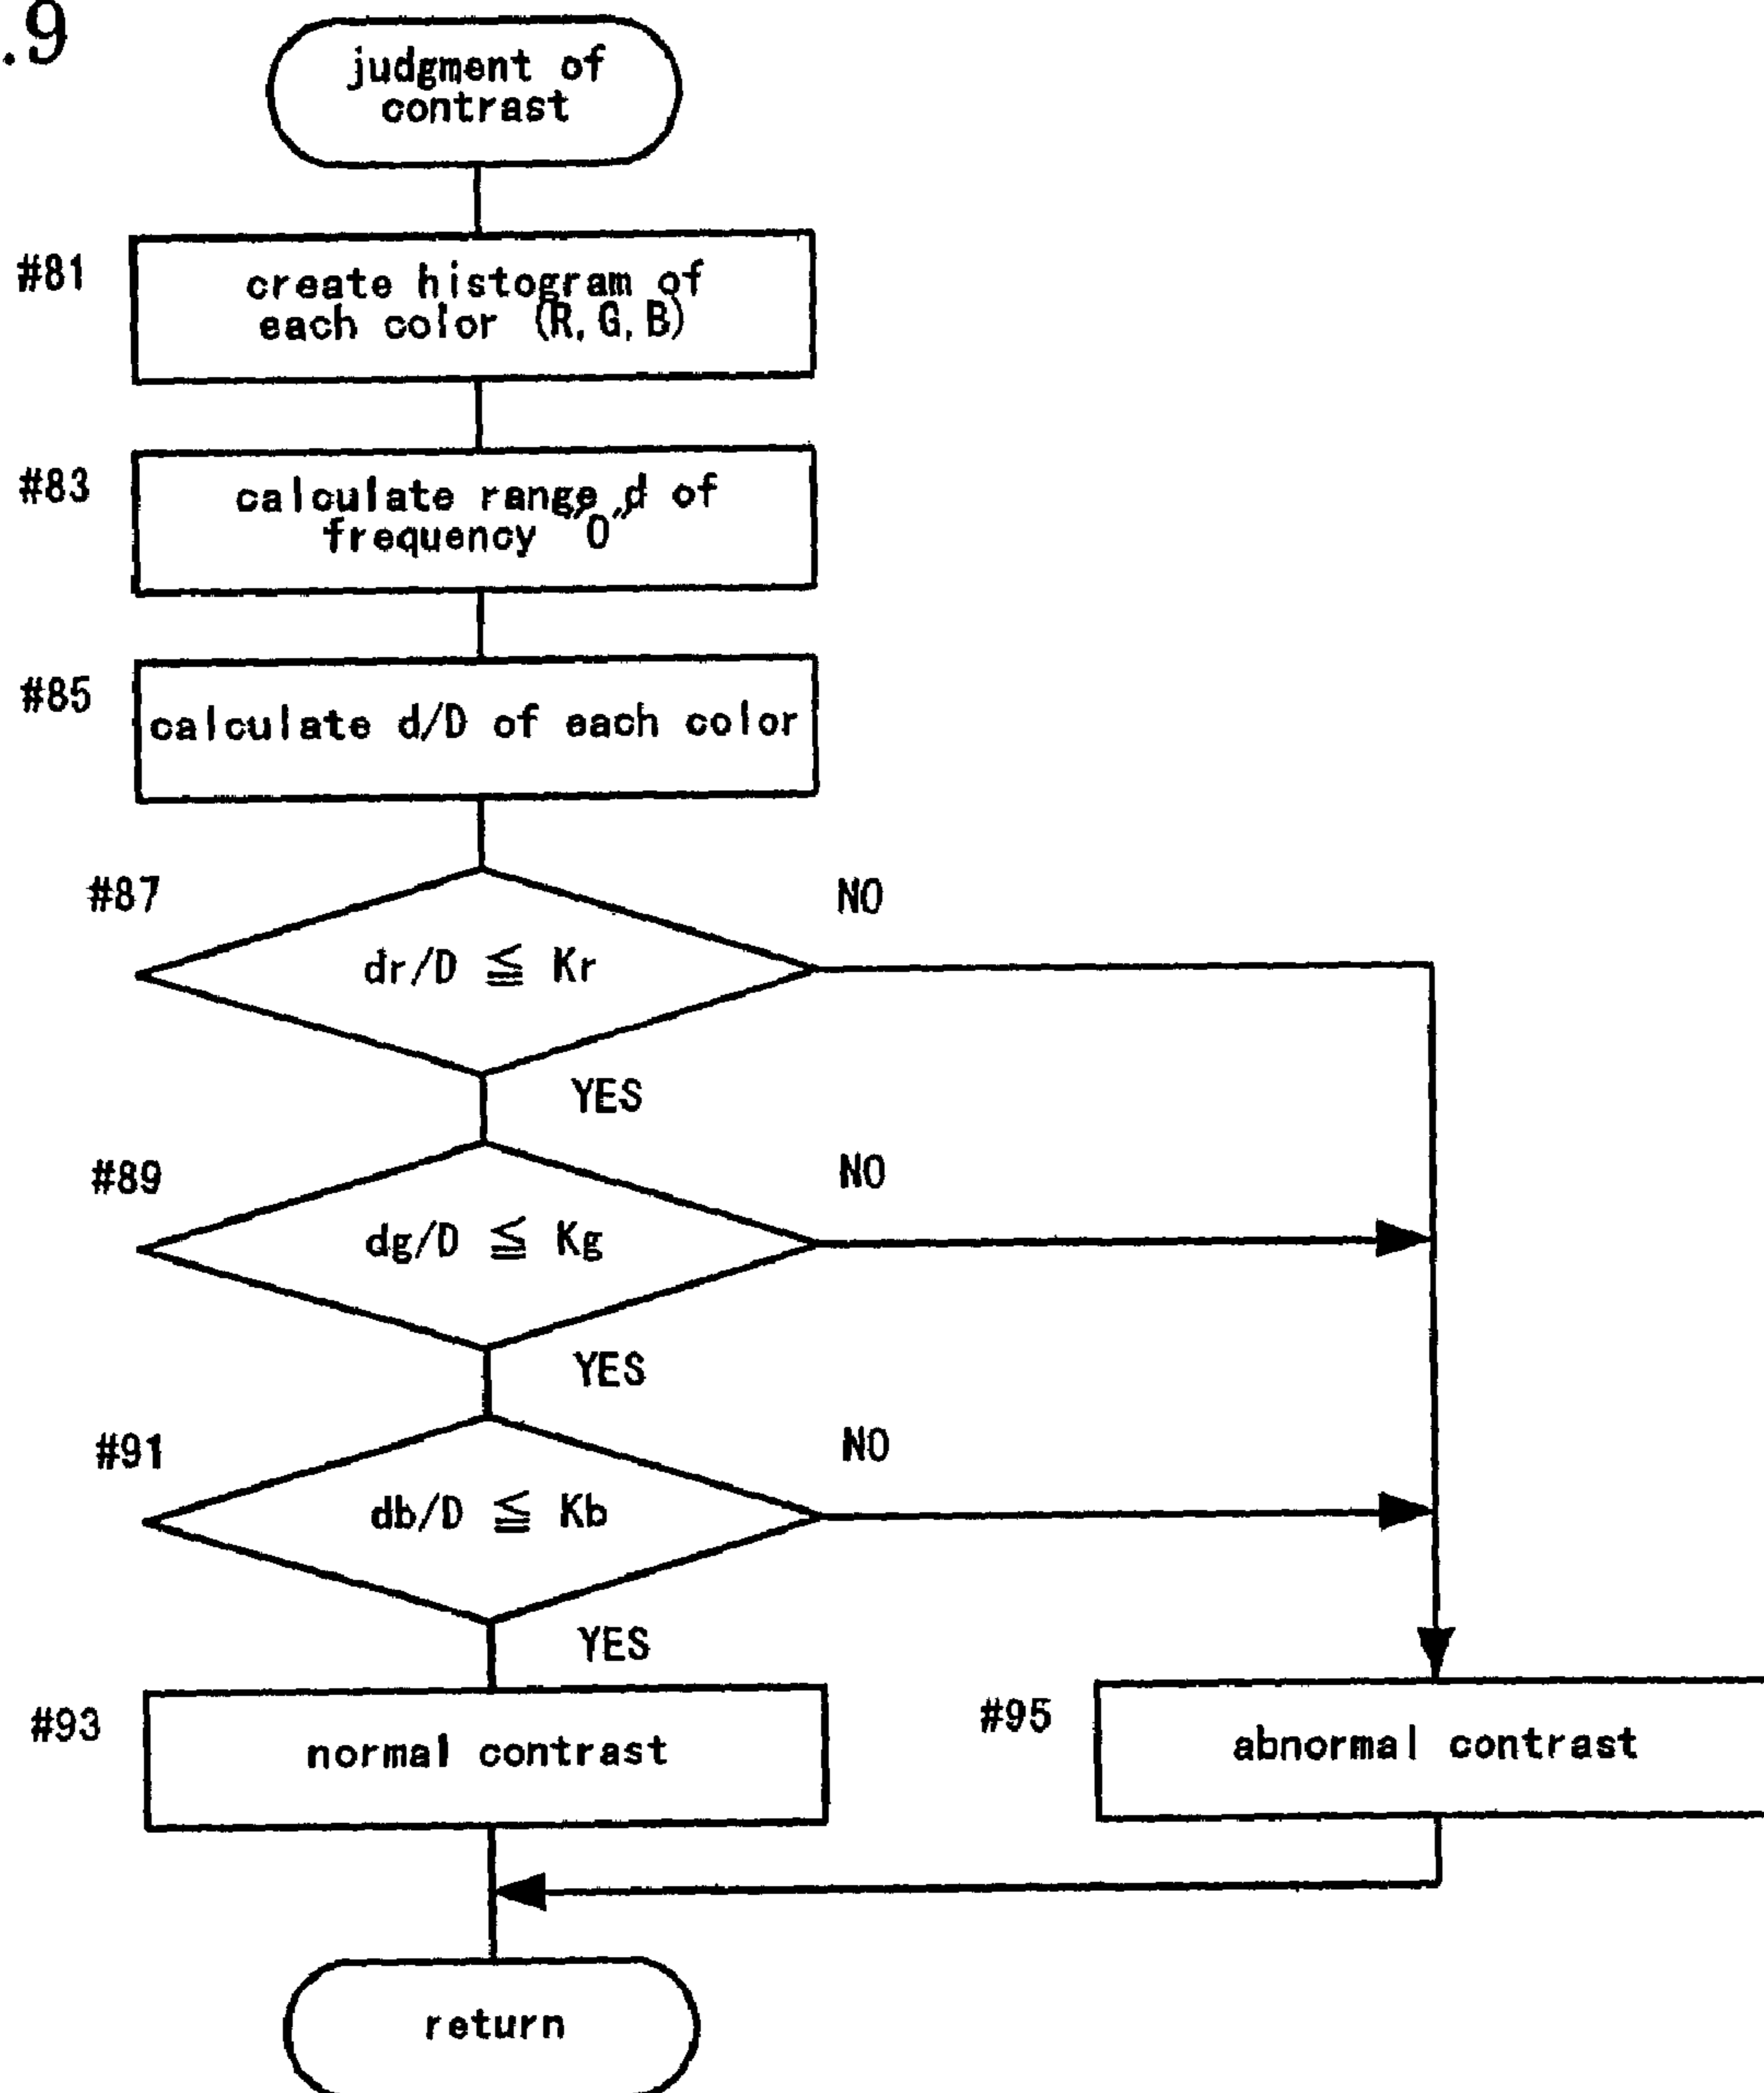 .9
judgment of
contrast
#81
create histogram of
each color (R, G, B)
#83
calculate range d of
frequency "0"
#85
calculate d/D of each color
#87
dr/D ≦ Kr
NO
YES
#89
dg/D ≦ Kg
NO
YES
#91
db/D ≦ Kb
NO
YES
#93
normal contrast
#95
abnormal contrast
return